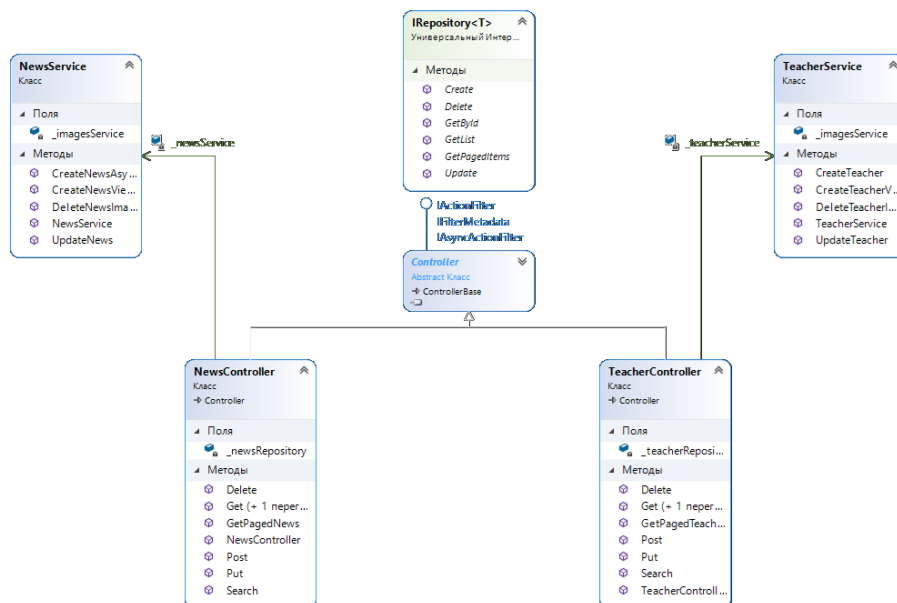 IRepository<T>
Универсальный Интер...
Методы
Create
Delete
GetById
GetList
GetPagedItems
Update
NewsService
Класс
Поля
_imagesService
Методы
CreateNewsAsy...
CreateNewsVie...
DeleteNewsIma...
NewsService
UpdateNews
_newsService
TeacherService
Класс
Поля
_imagesService
Методы
CreateTeacher
CreateTeacherV...
DeleteTeacherI...
TeacherService
UpdateTeacher
_teacherService
IActionFilter
IFilterMetadata
IAsyncActionFilter
Controller
Abstract Класс
ControllerBase
NewsController
Класс
Controller
Поля
_newsRepository
Методы
Delete
Get (+ 1 перег...
GetPagedNews
NewsController
Post
Put
Search
TeacherController
Класс
Controller
Поля
_teacherReposi...
Методы
Delete
Get (+ 1 перег...
GetPagedTeach...
Post
Put
Search
TeacherControll...